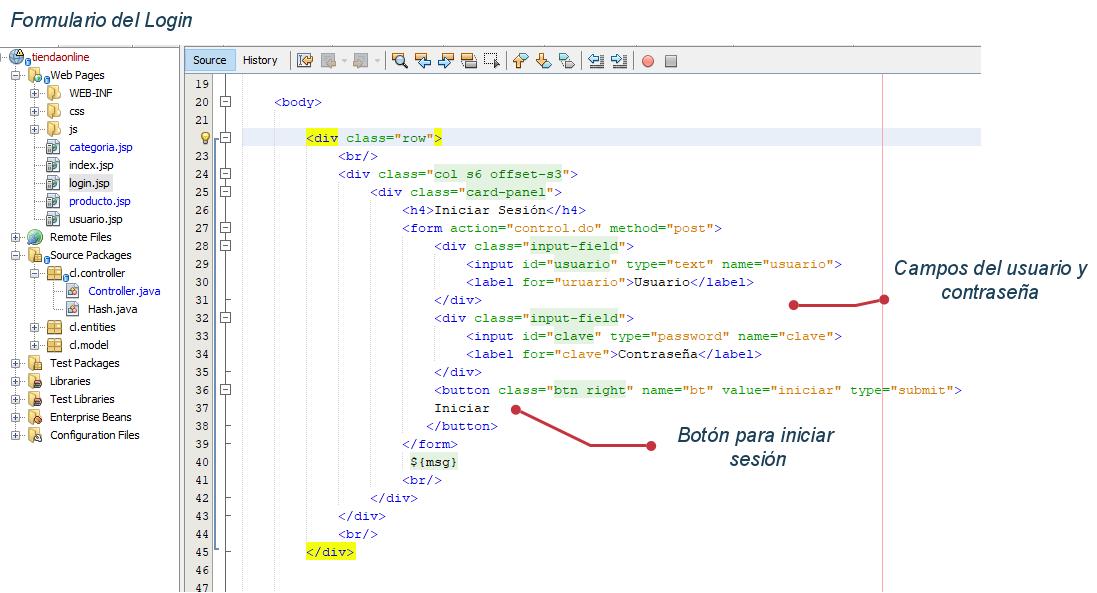 Formulario del Login
tiendaonline
Web Pages
WEB-INF
css
js
categoria.jsp
index.jsp
login.jsp
producto.jsp
usuario.jsp
Remote Files
Source Packages
cl.controller
Controller.java
Hash.java
cl.entities
cl.model
Test Packages
Libraries
Test Libraries
Enterprise Beans
Configuration Files
Source History
19
20 <body>
21
<div class="row">
23 <br/>
24 <div class="col s6 offset-s3">
25 <div class="card-panel">
26 <h4>Iniciar Sesión</h4>
27 <form action="control.do" method="post">
28 <div class="input-field">
29 <input id="usuario" type="text" name="usuario">
30 <label for="uruario">Usuario</label>
31 </div>
32 <div class="input-field">
33 <input id="clave" type="password" name="clave">
34 <label for="clave">Contraseña</label>
35 </div>
36 <button class="btn right" name="bt" value="iniciar" type="submit">
37 Iniciar
38 </button>
39 </form>
40 ${msg}
41 <br/>
42 </div>
43 </div>
44 <br/>
45 </div>
46
47
Campos del usuario y
contraseña
Botón para iniciar
sesión